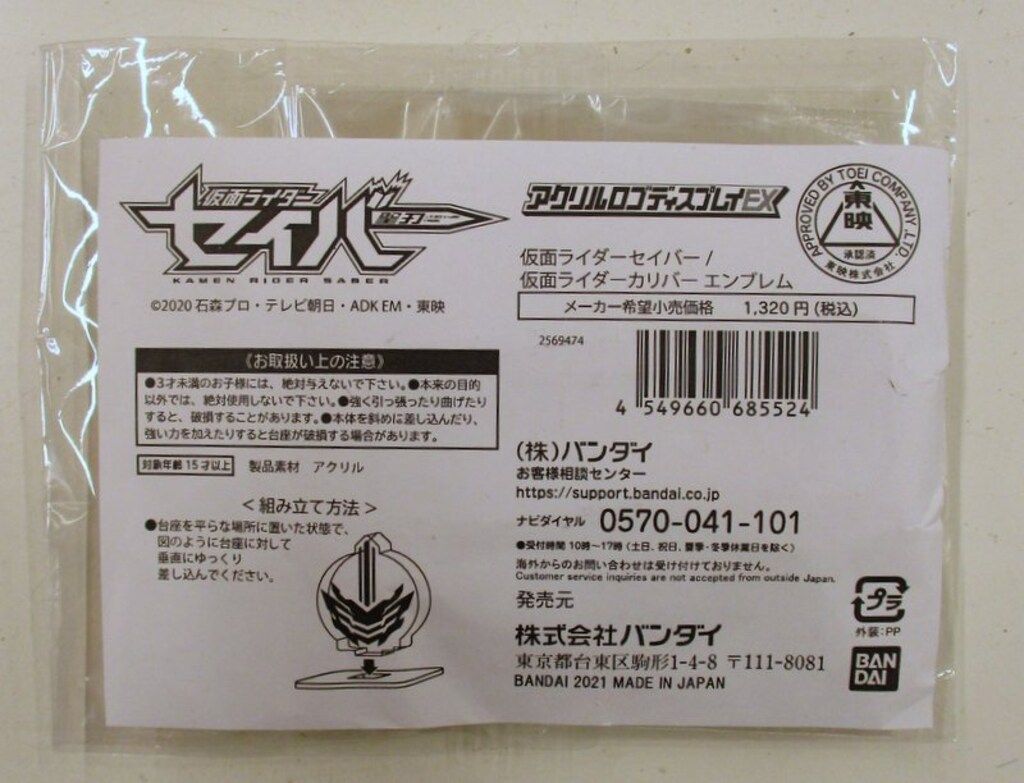 仮面ライダー
セイバー
聖刃
KAMEN RIDER SABER
©2020 石森プロ・テレビ朝日・ADK EM・東映
《お取扱い上の注意》
●3才未満のお子様には、絶対与えないで下さい。●本来の目的
以外では、絶対使用しないで下さい。●強く引っ張ったり曲げたり
すると、破損することがあります。●本体を斜めに差し込んだり、
強い力を加えたりすると台座が破損する場合があります。
対象年齢 15才以上 製品素材 アクリル
＜組み立て方法＞
●台座を平らな場所に置いた状態で、
図のように台座に対して
垂直にゆっくり
差し込んでください。
アクリルロゴディスプレイEX
APPROVED BY TOEI COMPANY, LTD.
東映
承認済
東映株式会社
仮面ライダーセイバー /
仮面ライダーカリバー エンブレム
メーカー希望小売価格 1,320円(税込)
2569474
4 549660 685524
(株)バンダイ
お客様相談センター
https://support.bandai.co.jp
ナビダイヤル 0570-041-101
●受付時間 10時〜17時 (土日、祝日、夏季・冬季休業日を除く)
海外からのお問い合わせは受け付けておりません。
Customer service inquiries are not accepted from outside Japan.
発売元
株式会社バンダイ
東京都台東区駒形1-4-8 〒111-8081
BANDAI 2021 MADE IN JAPAN
プラ
外装:PP
BAN
DAI